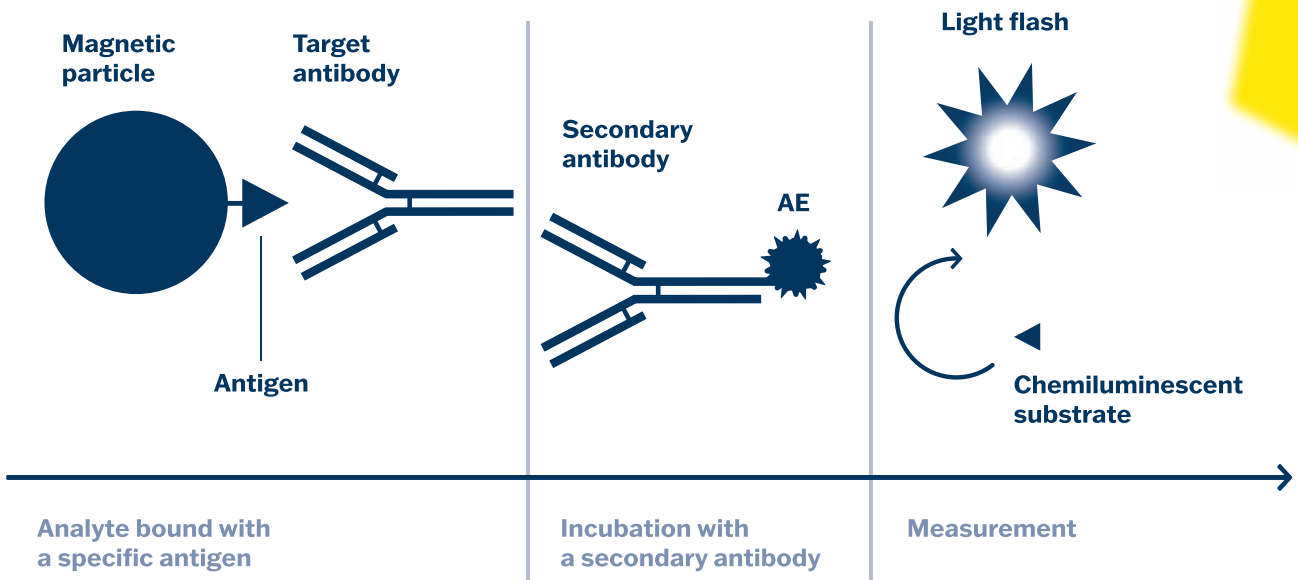 Magnetic
particle
Target
antibody
Antigen
Secondary
antibody
AE
Light flash
Chemiluminescent
substrate
Analyte bound with
a specific antigen
Incubation with
a secondary antibody
Measurement